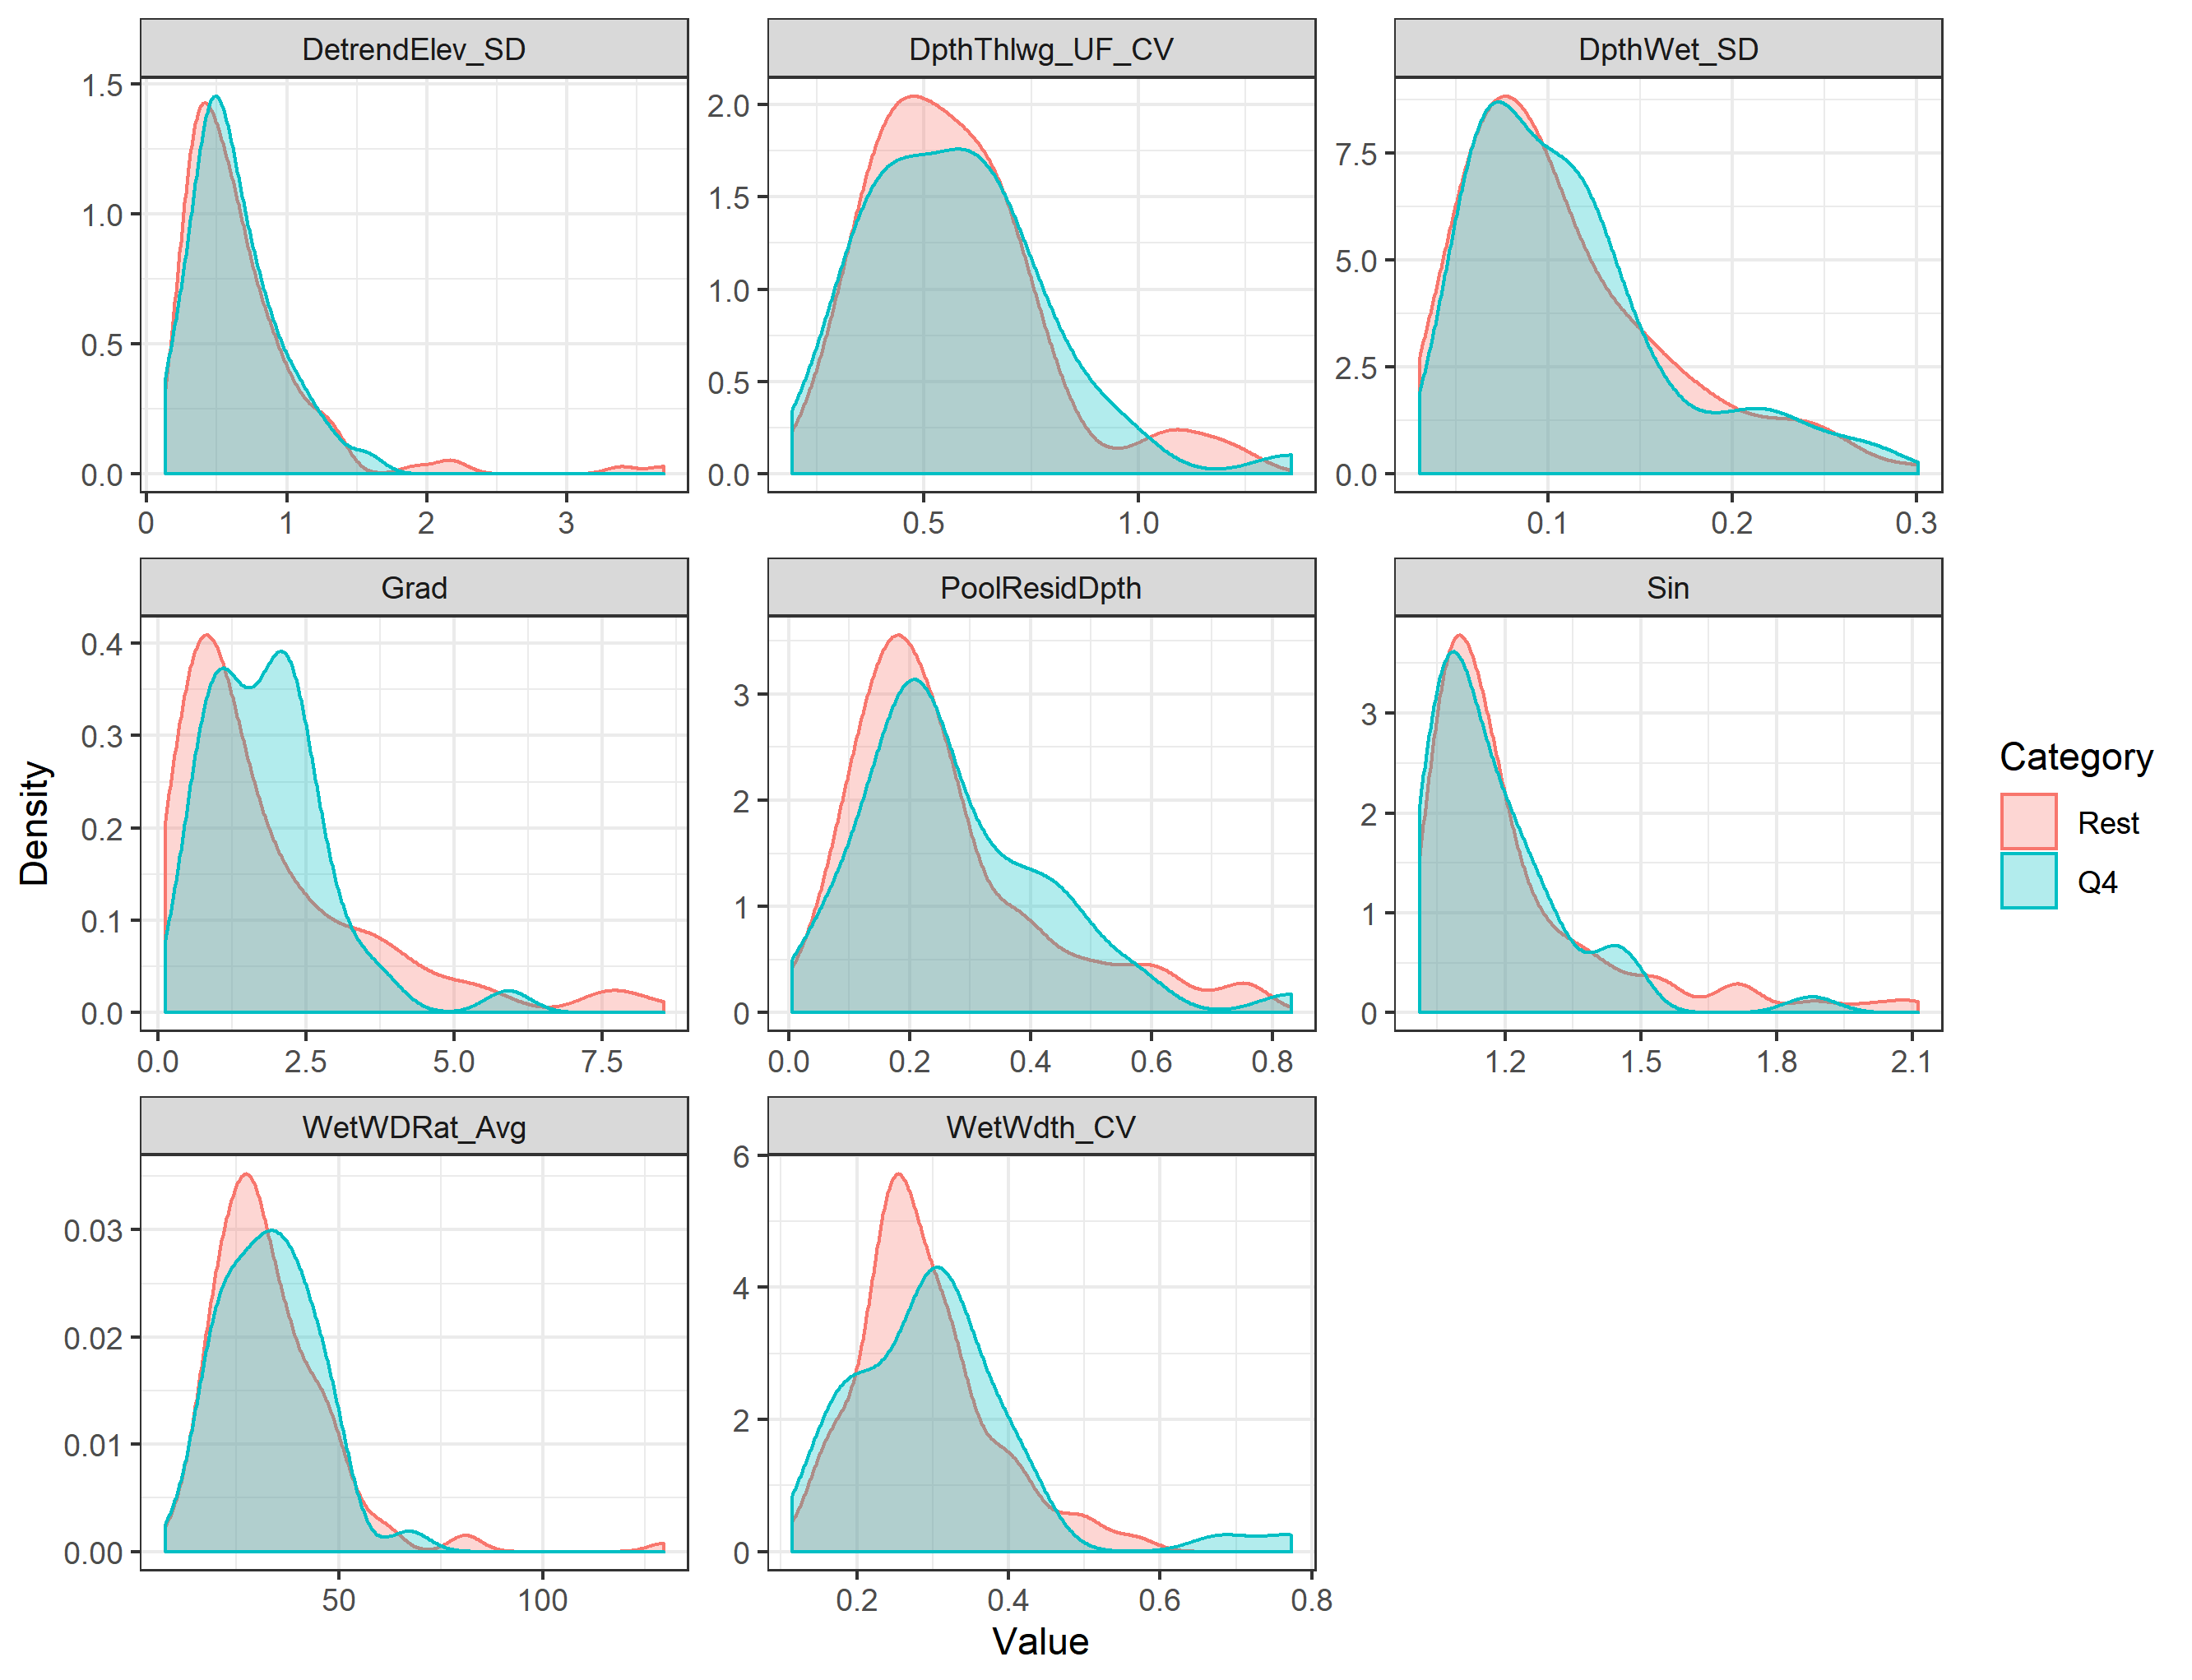 DetrendElev_SD
DpthThlwg_UF_CV
DpthWet_SD
1.5
1.0
0.5
0.0
2.0
1.5
1.0
0.5
0.0
7.5
5.0
2.5
0.0
0 1 2 3
0.5 1.0
0.1 0.2 0.3
Grad
PoolResidDpth
Sin
0.4
0.3
0.2
0.1
0.0
3
2
1
0
3
2
1
0
0.0 2.5 5.0 7.5
0.0 0.2 0.4 0.6 0.8
1.2 1.5 1.8 2.1
WetWDRat_Avg
WetWdth_CV
0.03
0.02
0.01
0.00
6
4
2
0
50 100
0.2 0.4 0.6 0.8
Density
Value
Category
Rest
Q4